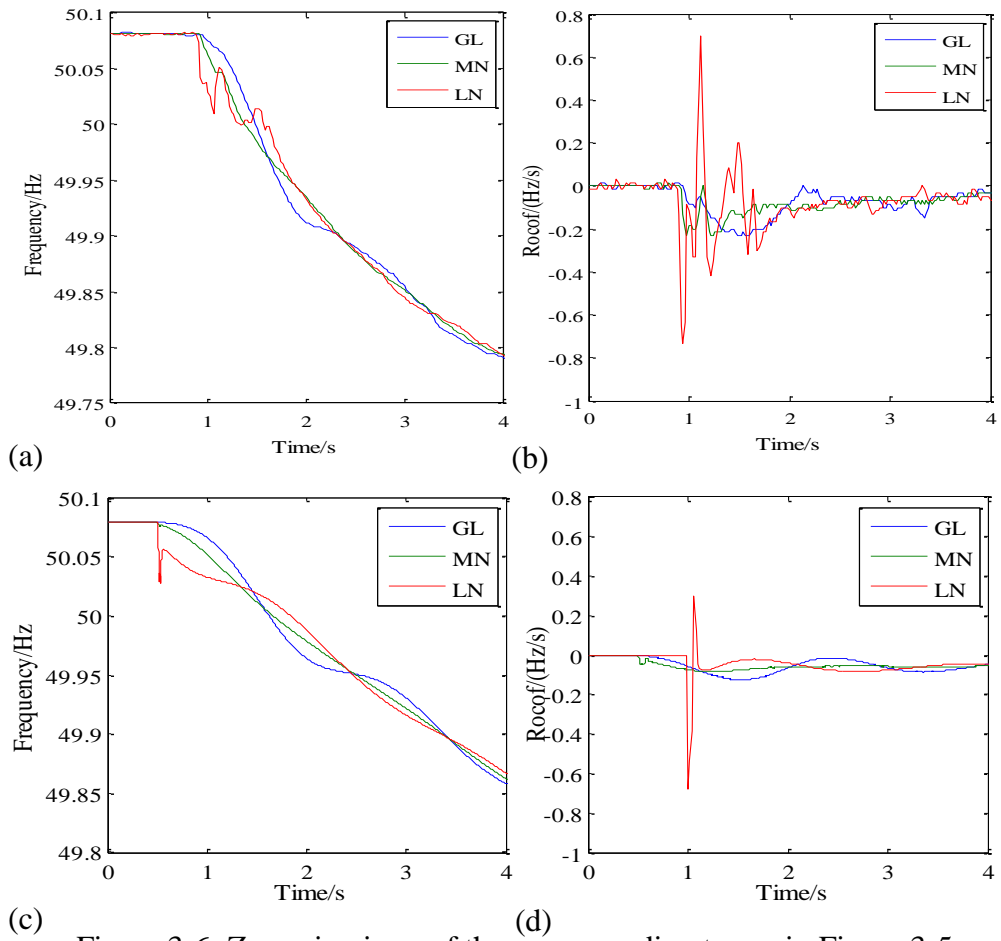 50.1
50.05
50
49.95
49.9
49.85
49.8
49.75
Frequency/Hz
0
1
2
3
4
Time/s
GL
MN
LN
(a)
0.8
0.6
0.4
0.2
0
-0.2
-0.4
-0.6
-0.8
-1
Rocof/(Hz/s)
0
1
2
3
4
Time/s
GL
MN
LN
(b)
50.1
50.05
50
49.95
49.9
49.85
49.8
Frequency/Hz
0
1
2
3
4
Time/s
GL
MN
LN
(c)
0.8
0.6
0.4
0.2
0
-0.2
-0.4
-0.6
-0.8
-1
Rocof/(Hz/s)
0
1
2
3
4
Time/s
GL
MN
LN
(d)